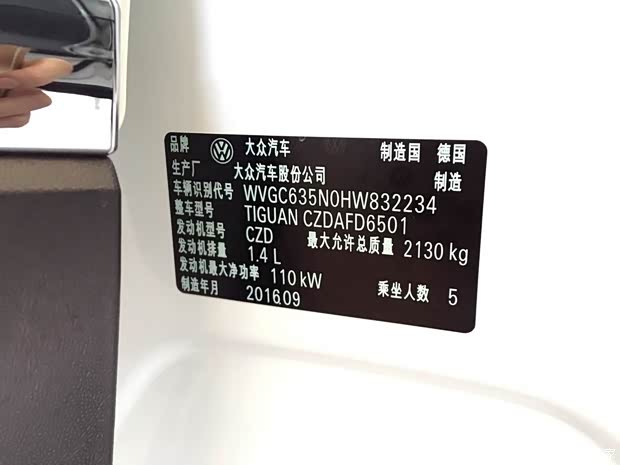 品牌 大众汽车 制造国 德国
生产厂 大众汽车股份公司 制造
车辆识别代号 WVGC635N0HW832234
整车型号 TIGUAN CZDAFD6501
发动机型号 CZD 最大允许总质量 2130 kg
发动机排量 1.4 L
发动机最大净功率 110 kW
制造年月 2016.09 乘坐人数 5